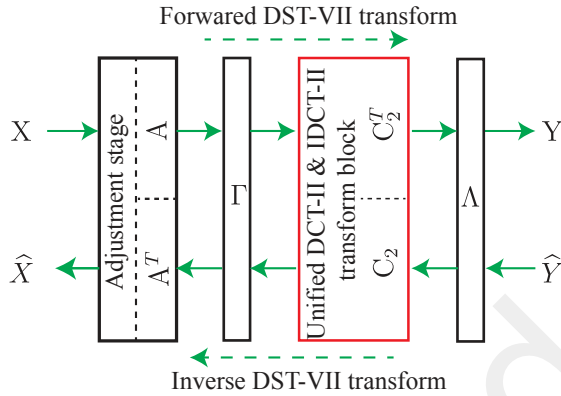 Forwared DST-VII transform
X
Adjustment stage
A
A^T
Γ
Unified DCT-II & IDCT-II
transform block
C_2^T
C_2
Λ
Y
X̂
Ŷ
Inverse DST-VII transform